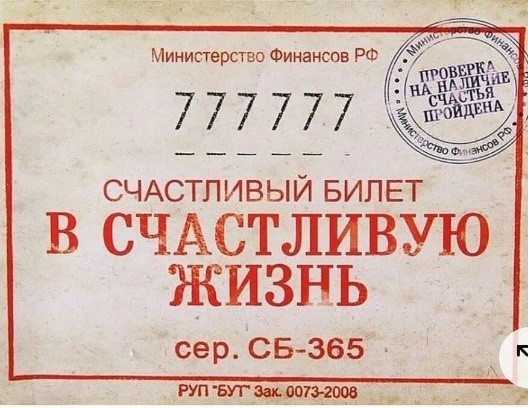 Министерство Финансов РФ
777777
СЧАСТЛИВЫЙ БИЛЕТ
В СЧАСТЛИВУЮ
ЖИЗНЬ
сер. СБ-365
РУП "БУТ" Зак. 0073-2008
Министерство Финансов
ПРОВЕРКА
НА НАЛИЧИЕ
СЧАСТЬЯ
ПРОЙДЕНА
Министерство Финансов РФ